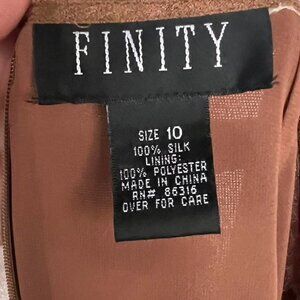 FINITY
SIZE 10
100% SILK
LINING:
100% POLYESTER
MADE IN CHINA
RN# 86316
OVER FOR CARE